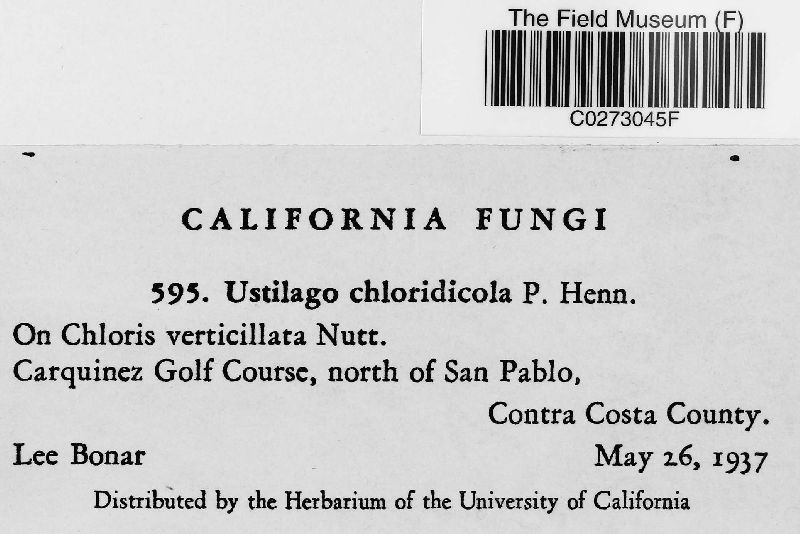 The Field Museum (F)
C0273045F
CALIFORNIA FUNGI
595. Ustilago chloridicola P. Henn.
On Chloris verticillata Nutt.
Carquinez Golf Course, north of San Pablo,
Contra Costa County.
Lee Bonar May 26, 1937
Distributed by the Herbarium of the University of California